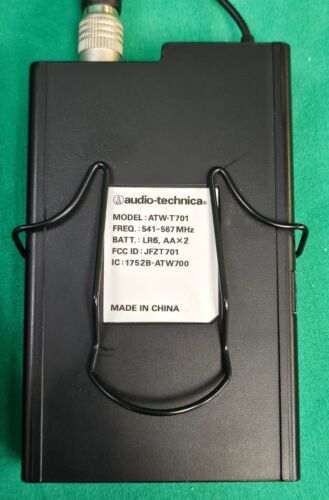 audio-technica®
MODEL: ATW-T701
FREQ.: 541-567 MHz
BATT.: LR6, AA×2
FCC ID: JFZT701
IC: 1752B-ATW700
MADE IN CHINA